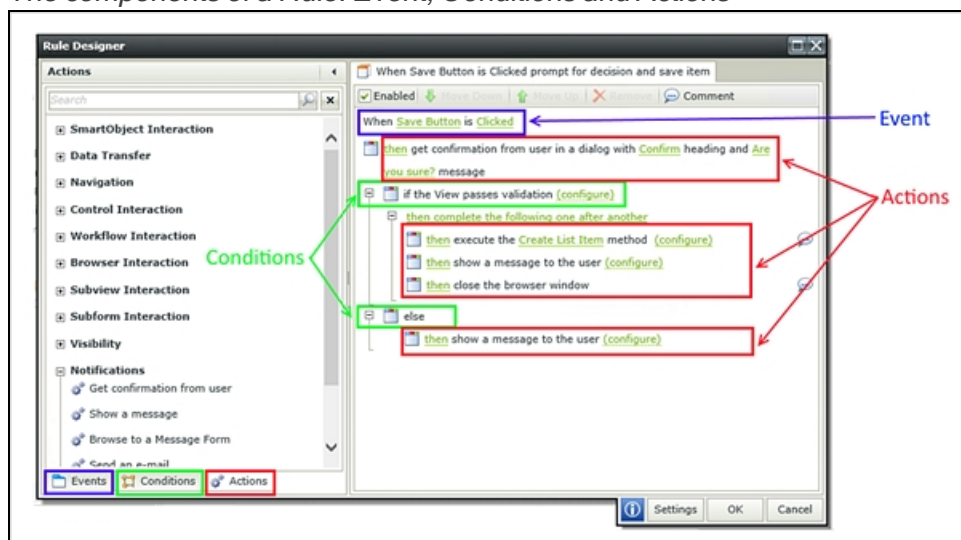 The components of a Rule: Event, Conditions and Actions
Rule Designer
Actions
Search
SmartObject Interaction
Data Transfer
Navigation
Control Interaction
Workflow Interaction
Browser Interaction
Subview Interaction
Subform Interaction
Visibility
Notifications
Get confirmation from user
Show a message
Browse to a Message Form
Send an e-mail
Events Conditions Actions
When Save Button is Clicked prompt for decision and save item
Enabled Move Down Move Up Remove Comment
When Save Button is Clicked
then get confirmation from user in a dialog with Confirm heading and Are
you sure? message
if the View passes validation (configure)
then complete the following one after another
then execute the Create List Item method (configure)
then show a message to the user (configure)
then close the browser window
else
then show a message to the user (configure)
Event
Actions
Conditions
Settings OK Cancel